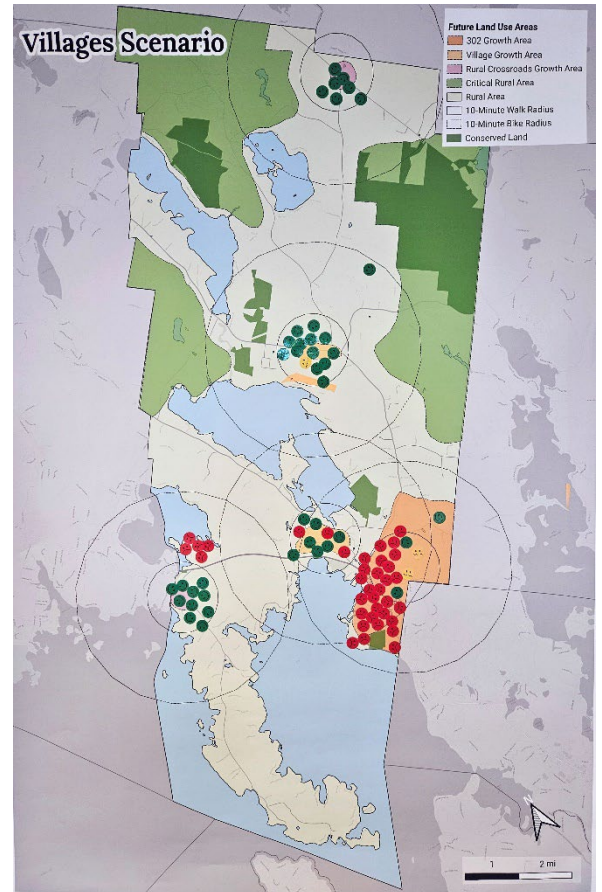 Villages Scenario
Future Land Use Areas
302 Growth Area
Village Growth Area
Rural Crossroads Growth Area
Critical Rural Area
Rural Area
10-Minute Walk Radius
10-Minute Bike Radius
Conserved Land
1 2 mi